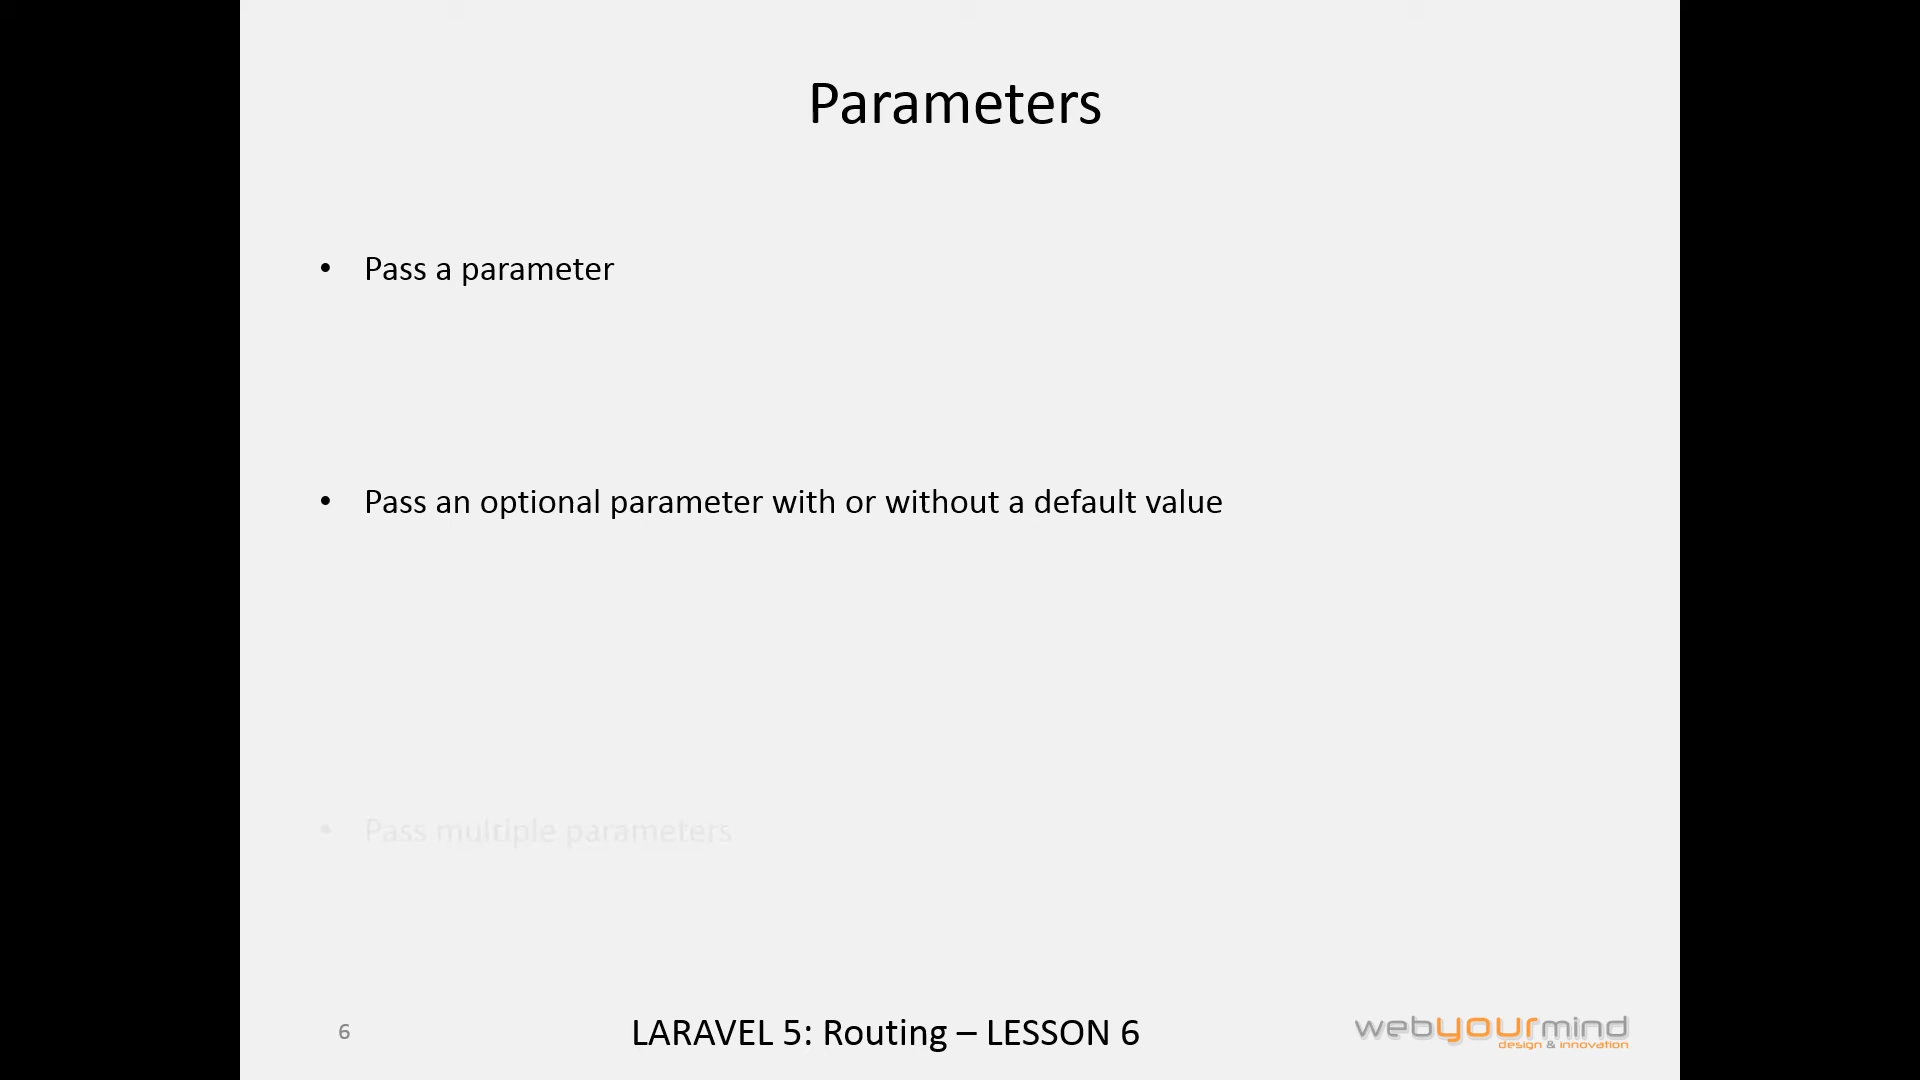 Parameters
• Pass a parameter
• Pass an optional parameter with or without a default value
• Pass multiple parameters
6
LARAVEL 5: Routing – LESSON 6
webyourmind
design & innovation